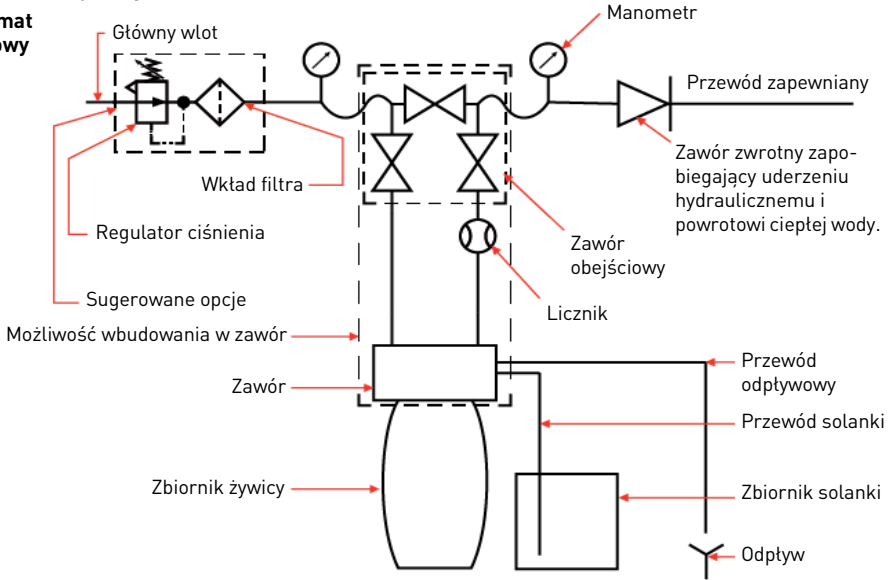 mat
owy
Główny wlot
Manometr
Przewód zapewniany
Wkład filtra
Zawór zwrotny zapo-
biegający uderzeniu
hydraulicznemu i
powrotowi ciepłej wody.
Regulator ciśnienia
Zawór
obejściowy
Sugerowane opcje
Licznik
Możliwość wbudowania w zawór
Zawór
Przewód
odpływowy
Przewód solanki
Zbiornik żywicy
Zbiornik solanki
Odpływ